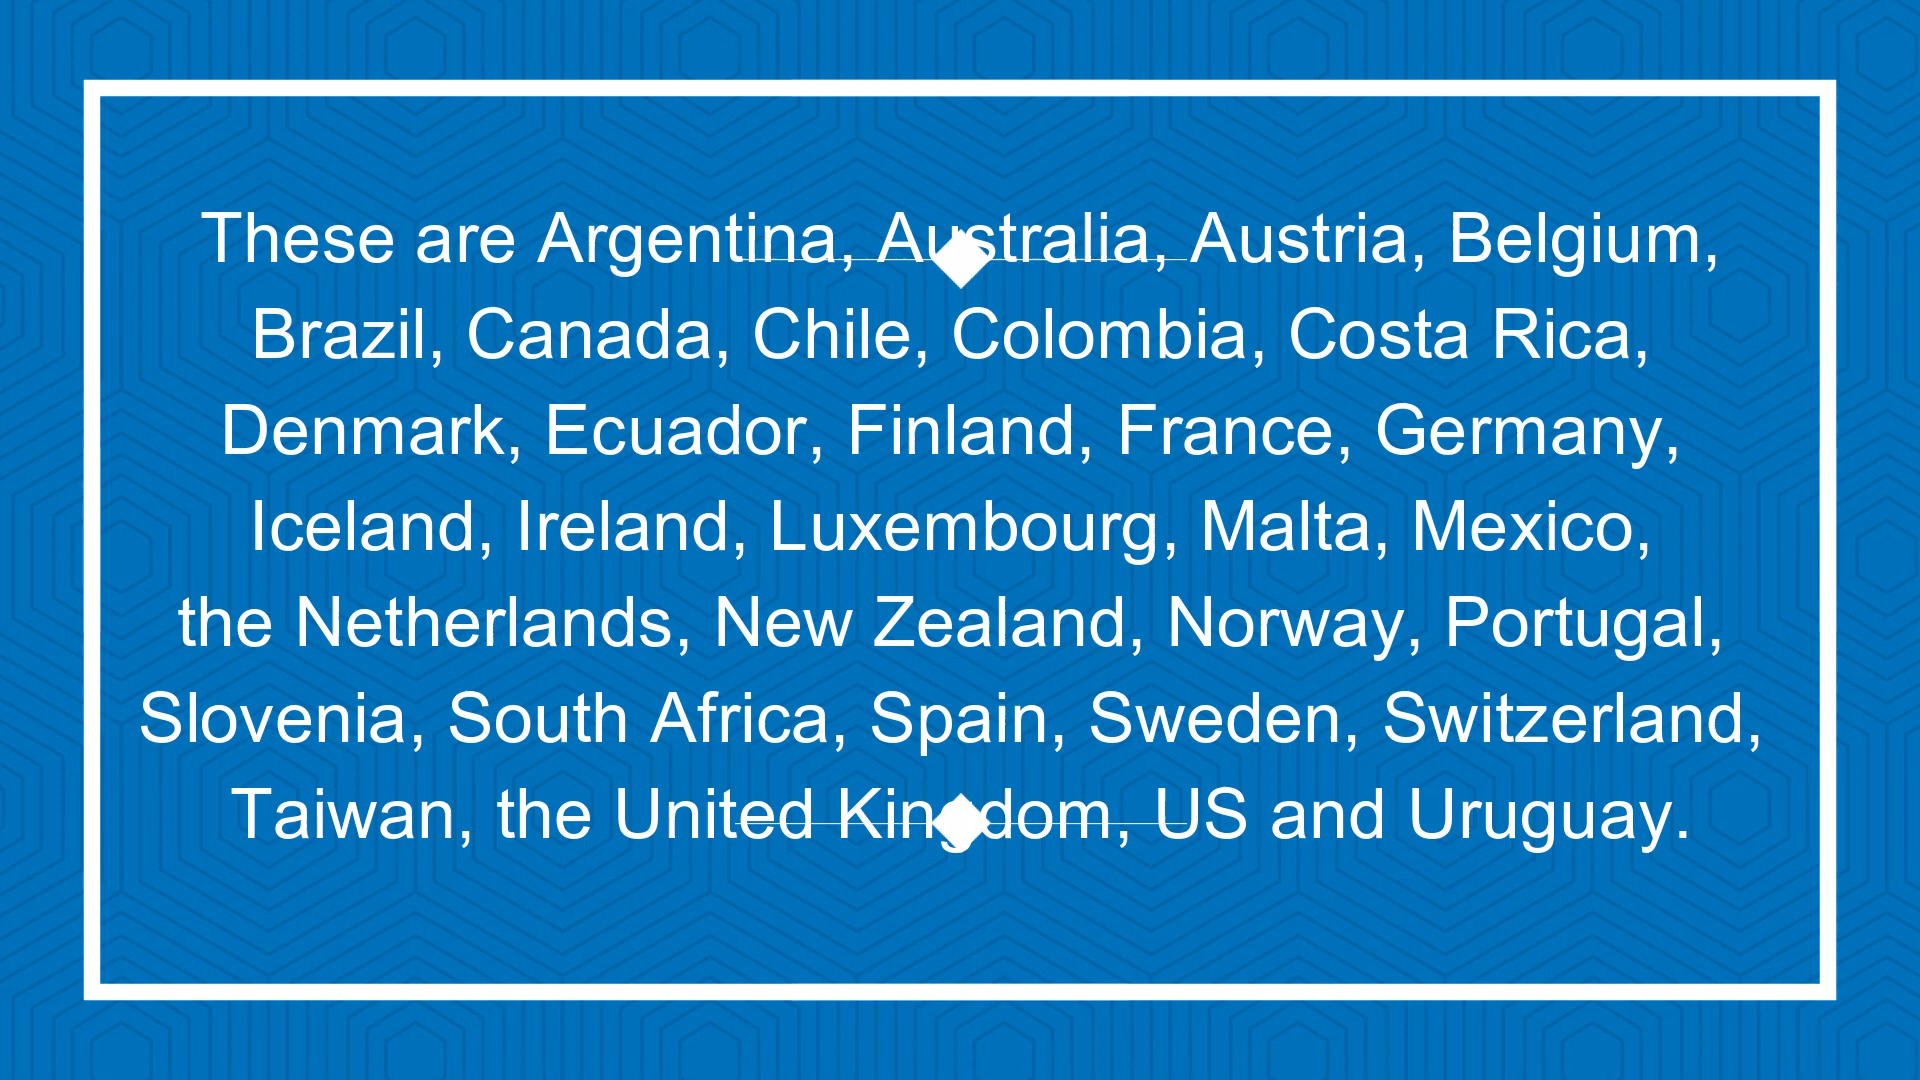 These are Argentina, Australia, Austria, Belgium,
Brazil, Canada, Chile, Colombia, Costa Rica,
Denmark, Ecuador, Finland, France, Germany,
Iceland, Ireland, Luxembourg, Malta, Mexico,
the Netherlands, New Zealand, Norway, Portugal,
Slovenia, South Africa, Spain, Sweden, Switzerland,
Taiwan, the United Kingdom, US and Uruguay.